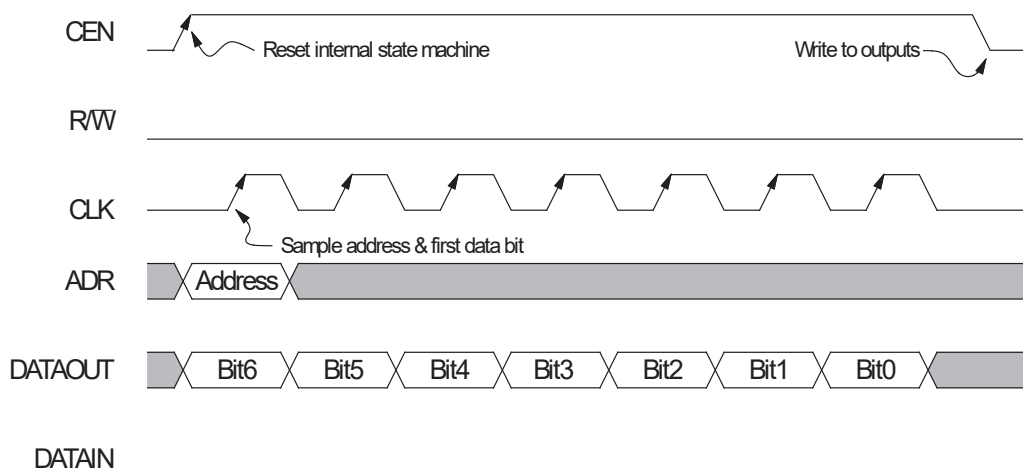 CEN
Reset internal state machine
Write to outputs
R/W̅
CLK
Sample address & first data bit
ADR
Address
DATAOUT
Bit6 Bit5 Bit4 Bit3 Bit2 Bit1 Bit0
DATAIN